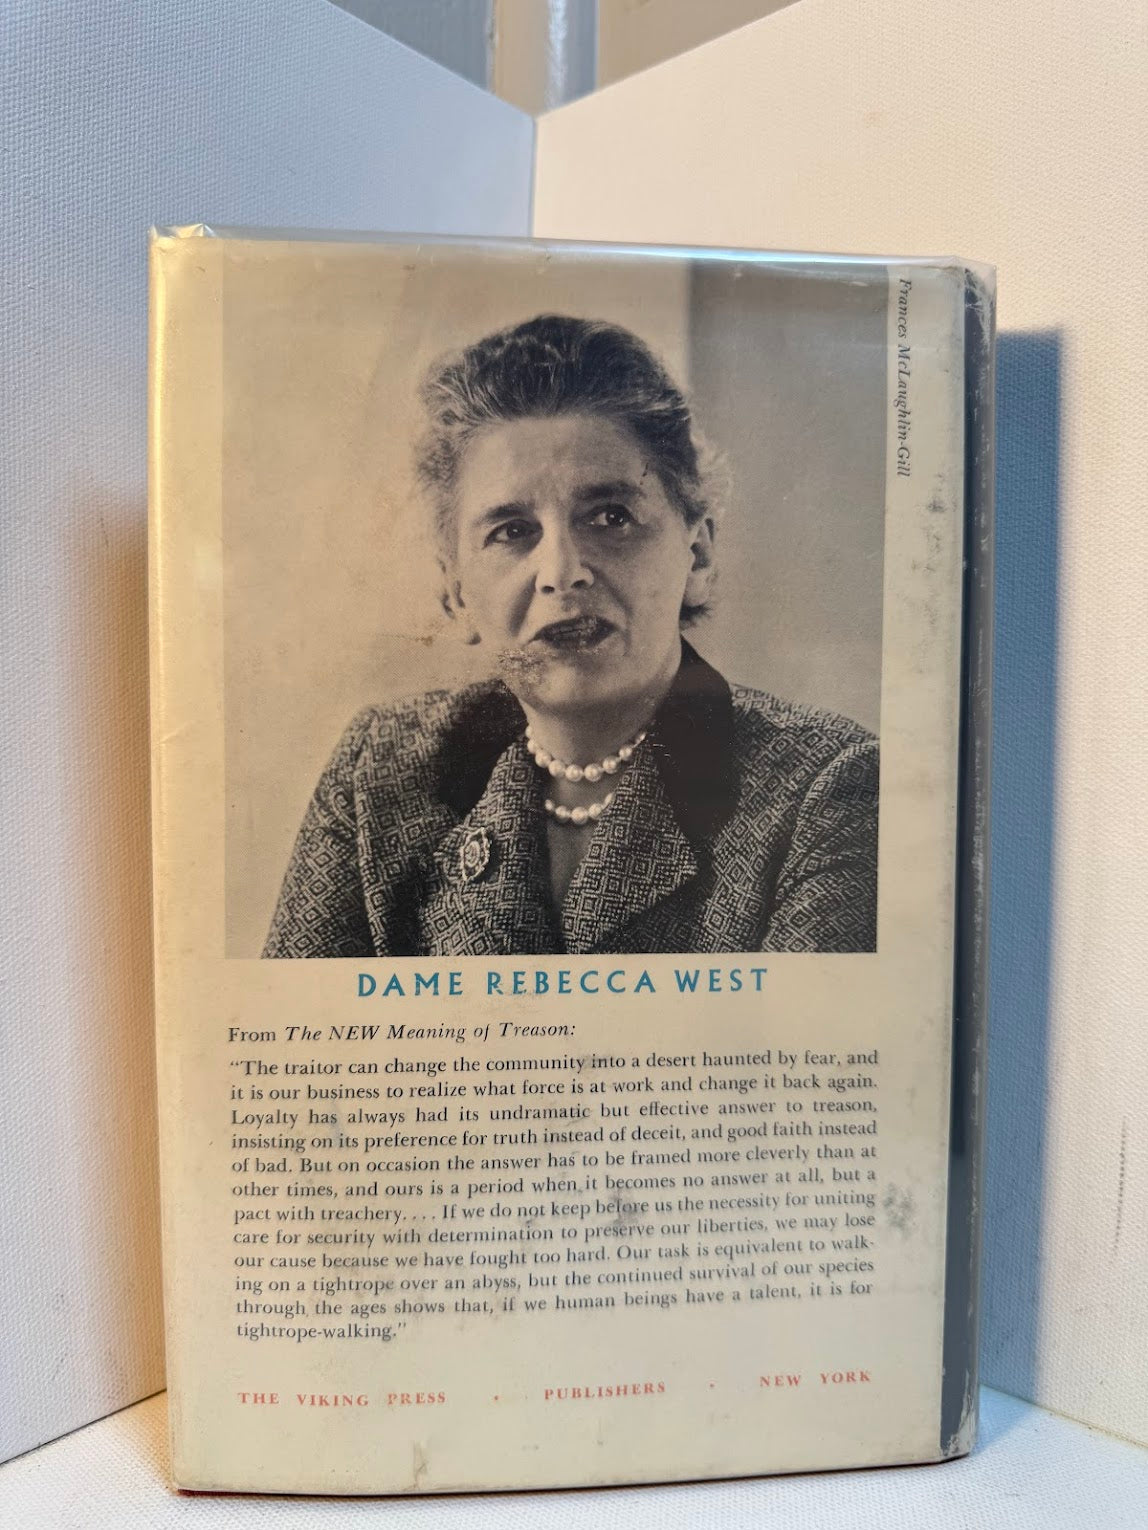 Frances McLaughlin-Gill
DAME REBECCA WEST
From The NEW Meaning of Treason:
“The traitor can change the community into a desert haunted by fear, and
it is our business to realize what force is at work and change it back again.
Loyalty has always had its undramatic but effective answer to treason,
insisting on its preference for truth instead of deceit, and good faith instead
of bad. But on occasion the answer has to be framed more cleverly than at
other times, and ours is a period when it becomes no answer at all, but a
pact with treachery. . . . If we do not keep before us the necessity for uniting
care for security with determination to preserve our liberties, we may lose
our cause because we have fought too hard. Our task is equivalent to walk-
ing on a tightrope over an abyss, but the continued survival of our species
through the ages shows that, if we human beings have a talent, it is for
tightrope-walking.”
THE VIKING PRESS · PUBLISHERS · NEW YORK